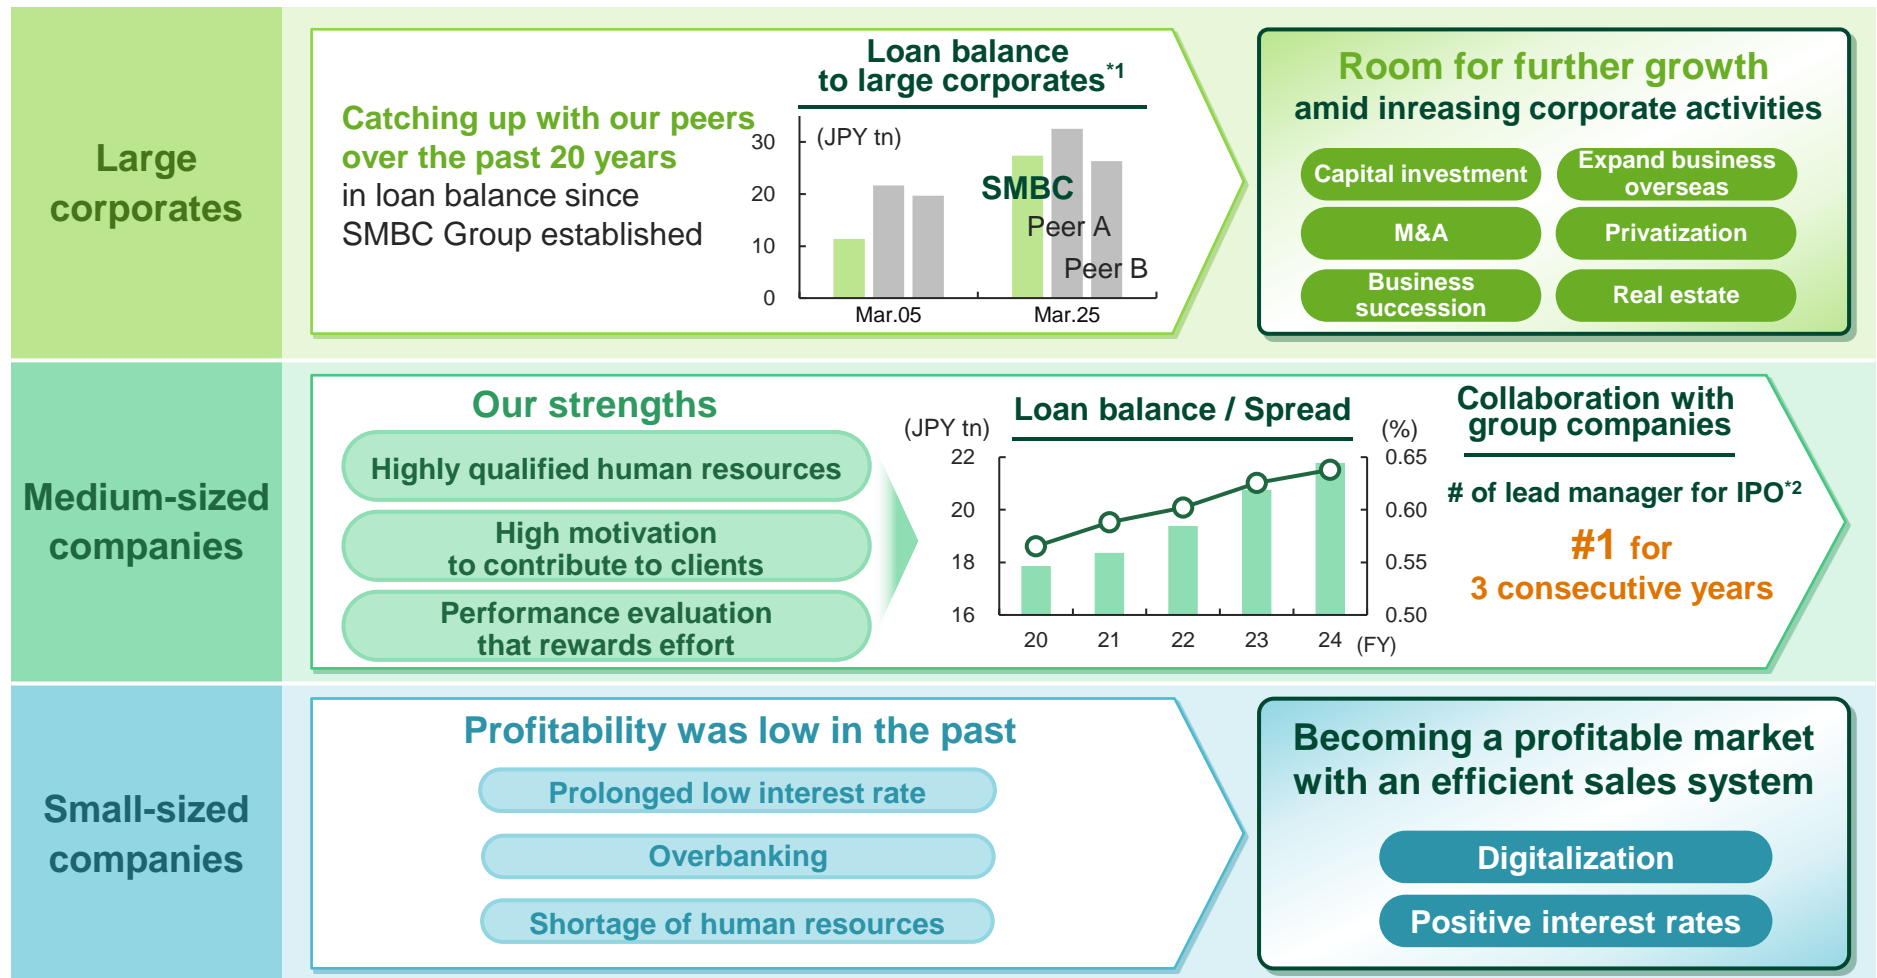 Large
corporates
Catching up with our peers
over the past 20 years
in loan balance since
SMBC Group established
Loan balance
to large corporates*1
(JPY tn)
30
20
10
0
SMBC
Peer A
Peer B
Mar.05
Mar.25
Room for further growth
amid inreasing corporate activities
Capital investment
Expand business
overseas
M&A
Privatization
Business
succession
Real estate
Medium-sized
companies
Our strengths
Highly qualified human resources
High motivation
to contribute to clients
Performance evaluation
that rewards effort
Loan balance / Spread
(JPY tn)
(%)
22
20
18
16
0.65
0.60
0.55
0.50
20
21
22
23
24
(FY)
Collaboration with
group companies
# of lead manager for IPO*2
#1 for
3 consecutive years
Small-sized
companies
Profitability was low in the past
Prolonged low interest rate
Overbanking
Shortage of human resources
Becoming a profitable market
with an efficient sales system
Digitalization
Positive interest rates